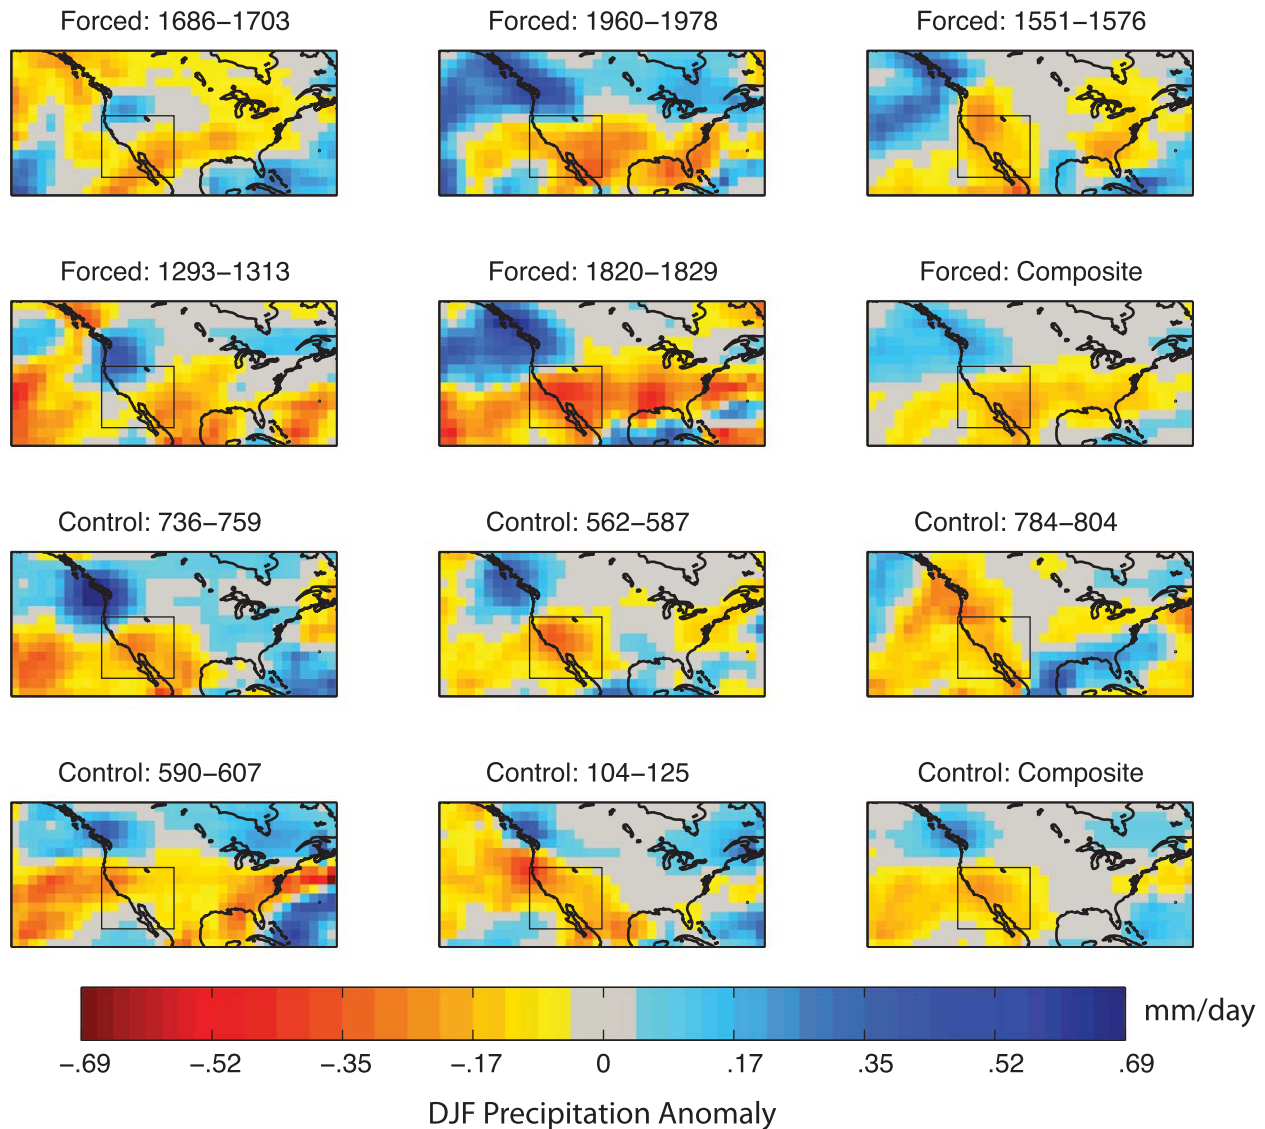 Forced: 1686−1703
Forced: 1960−1978
Forced: 1551−1576
Forced: 1293−1313
Forced: 1820−1829
Forced: Composite
Control: 736−759
Control: 562−587
Control: 784−804
Control: 590−607
Control: 104−125
Control: Composite
mm/day
−.69 −.52 −.35 −.17 0 .17 .35 .52 .69
DJF Precipitation Anomaly